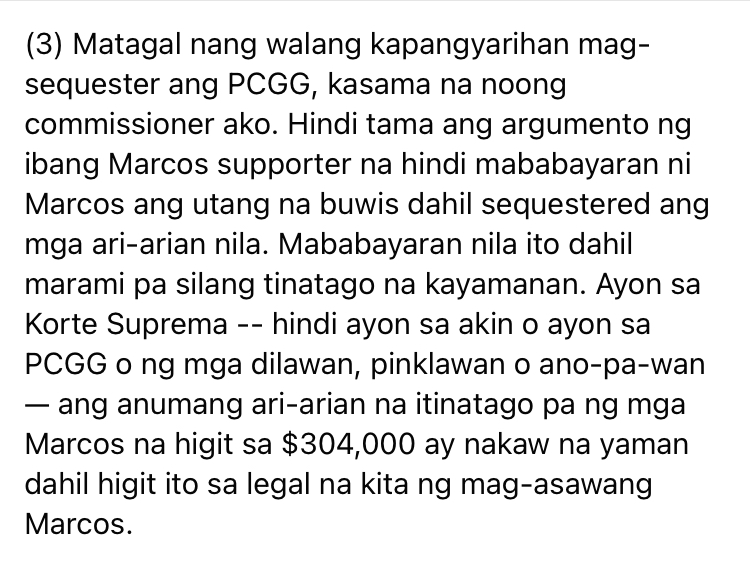 (3) Matagal nang walang kapangyarihan mag-
sequester ang PCGG, kasama na noong
commissioner ako. Hindi tama ang argumento ng
ibang Marcos supporter na hindi mababayaran ni
Marcos ang utang na buwis dahil sequestered ang
mga ari-arian nila. Mababayaran nila ito dahil
marami pa silang tinatago na kayamanan. Ayon sa
Korte Suprema -- hindi ayon sa akin o ayon sa
PCGG o ng mga dilawan, pinklawan o ano-pa-wan
— ang anumang ari-arian na itinatago pa ng mga
Marcos na higit sa $304,000 ay nakaw na yaman
dahil higit ito sa legal na kita ng mag-asawang
Marcos.